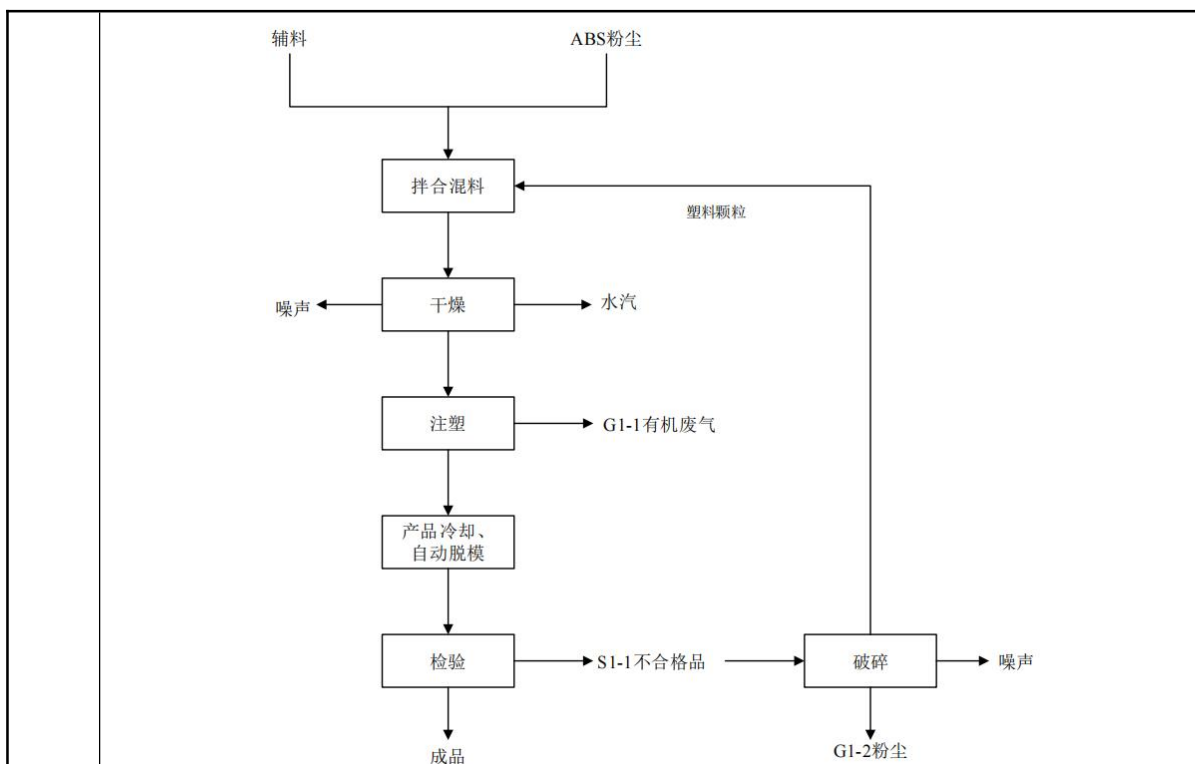 辅料
ABS粉尘
拌合混料
塑料颗粒
噪声
干燥
水汽
注塑
G1-1有机废气
产品冷却、
自动脱模
检验
S1-1不合格品
破碎
噪声
成品
G1-2粉尘